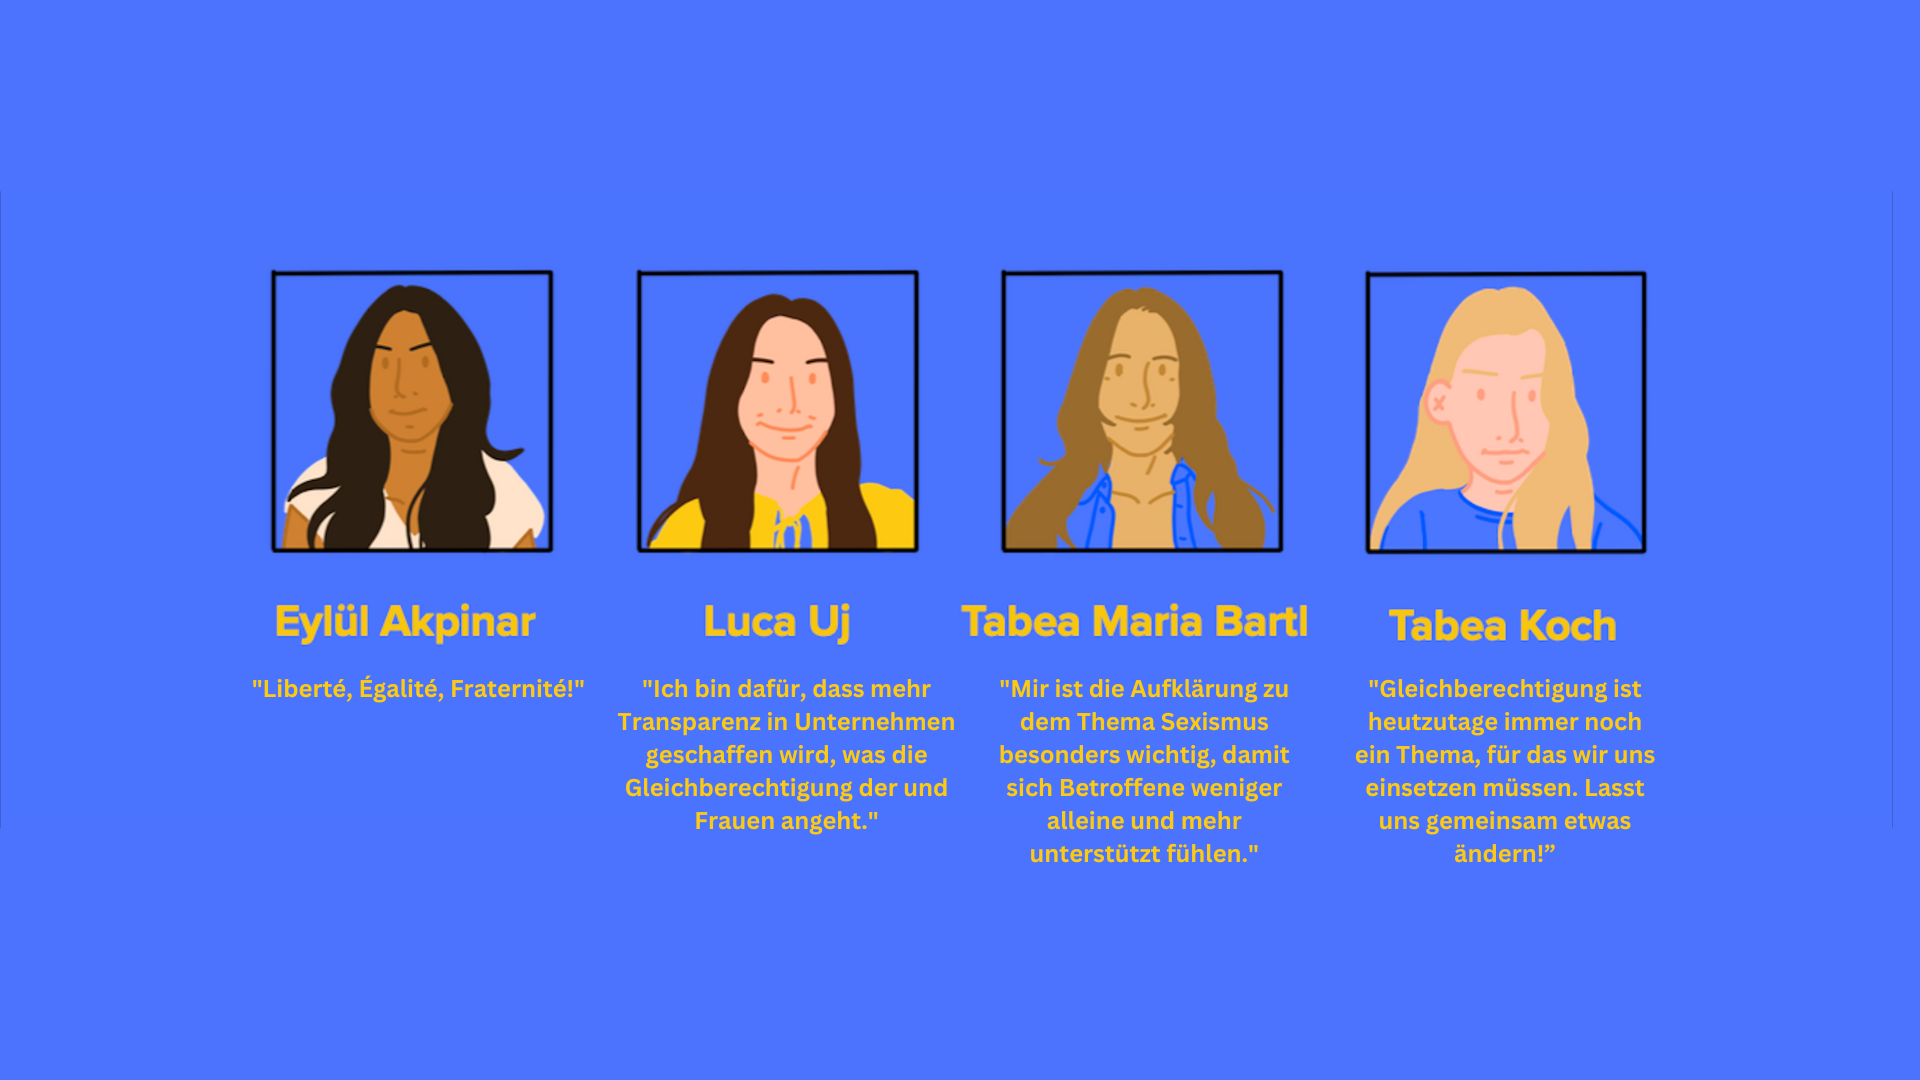 Eylül Akpinar
"Liberté, Égalité, Fraternité!"
Luca Uj
"Ich bin dafür, dass mehr
Transparenz in Unternehmen
geschaffen wird, was die
Gleichberechtigung der und
Frauen angeht."
Tabea Maria Bartl
"Mir ist die Aufklärung zu
dem Thema Sexismus
besonders wichtig, damit
sich Betroffene weniger
alleine und mehr
unterstützt fühlen."
Tabea Koch
"Gleichberechtigung ist
heutzutage immer noch
ein Thema, für das wir uns
einsetzen müssen. Lasst
uns gemeinsam etwas
ändern!”